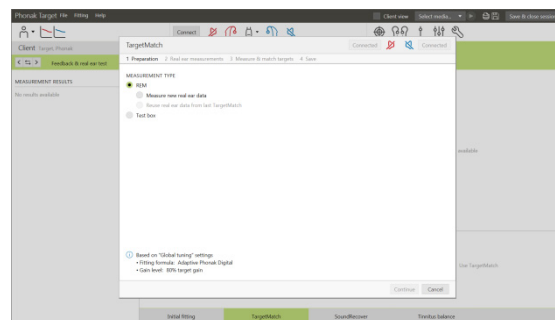 Phonak Target File Fitting Help
Client view Select media... Save & close session
Connect
Client Target, Phonak
Feedback & real ear test
MEASUREMENT RESULTS
No results available
TargetMatch
Connected Connected
1 Preparation 2 Real ear measurements 3 Measure & match targets 4 Save
MEASUREMENT TYPE
REM
Measure new real ear data
Reuse real ear data from last TargetMatch
Test box
available
Based on "Global tuning" settings
• Fitting formula: Adaptive Phonak Digital
• Gain level: 80% target gain
Use TargetMatch
Continue Cancel
Initial fitting TargetMatch SoundRecover Tinnitus balance